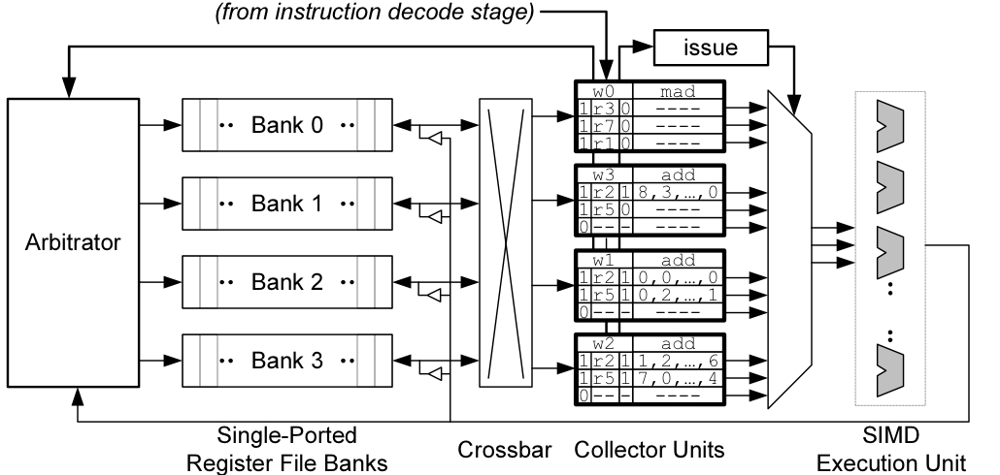 (from instruction decode stage)
issue
Arbitrator
Bank 0
Bank 1
Bank 2
Bank 3
w0 mad
1 r3 0 ----
1 r7 0 ----
1 r1 0 ----
w3 add
1 r2 1 8,3,…,0
1 r5 0 ----
0 -- - ----
w1 add
1 r2 1 0,0,…,0
1 r5 1 0,2,…,1
0 -- - ----
w2 add
1 r2 1 1,2,…,6
1 r5 1 7,0,…,4
0 -- - ----
Single-Ported
Register File Banks
Crossbar
Collector Units
SIMD
Execution Unit